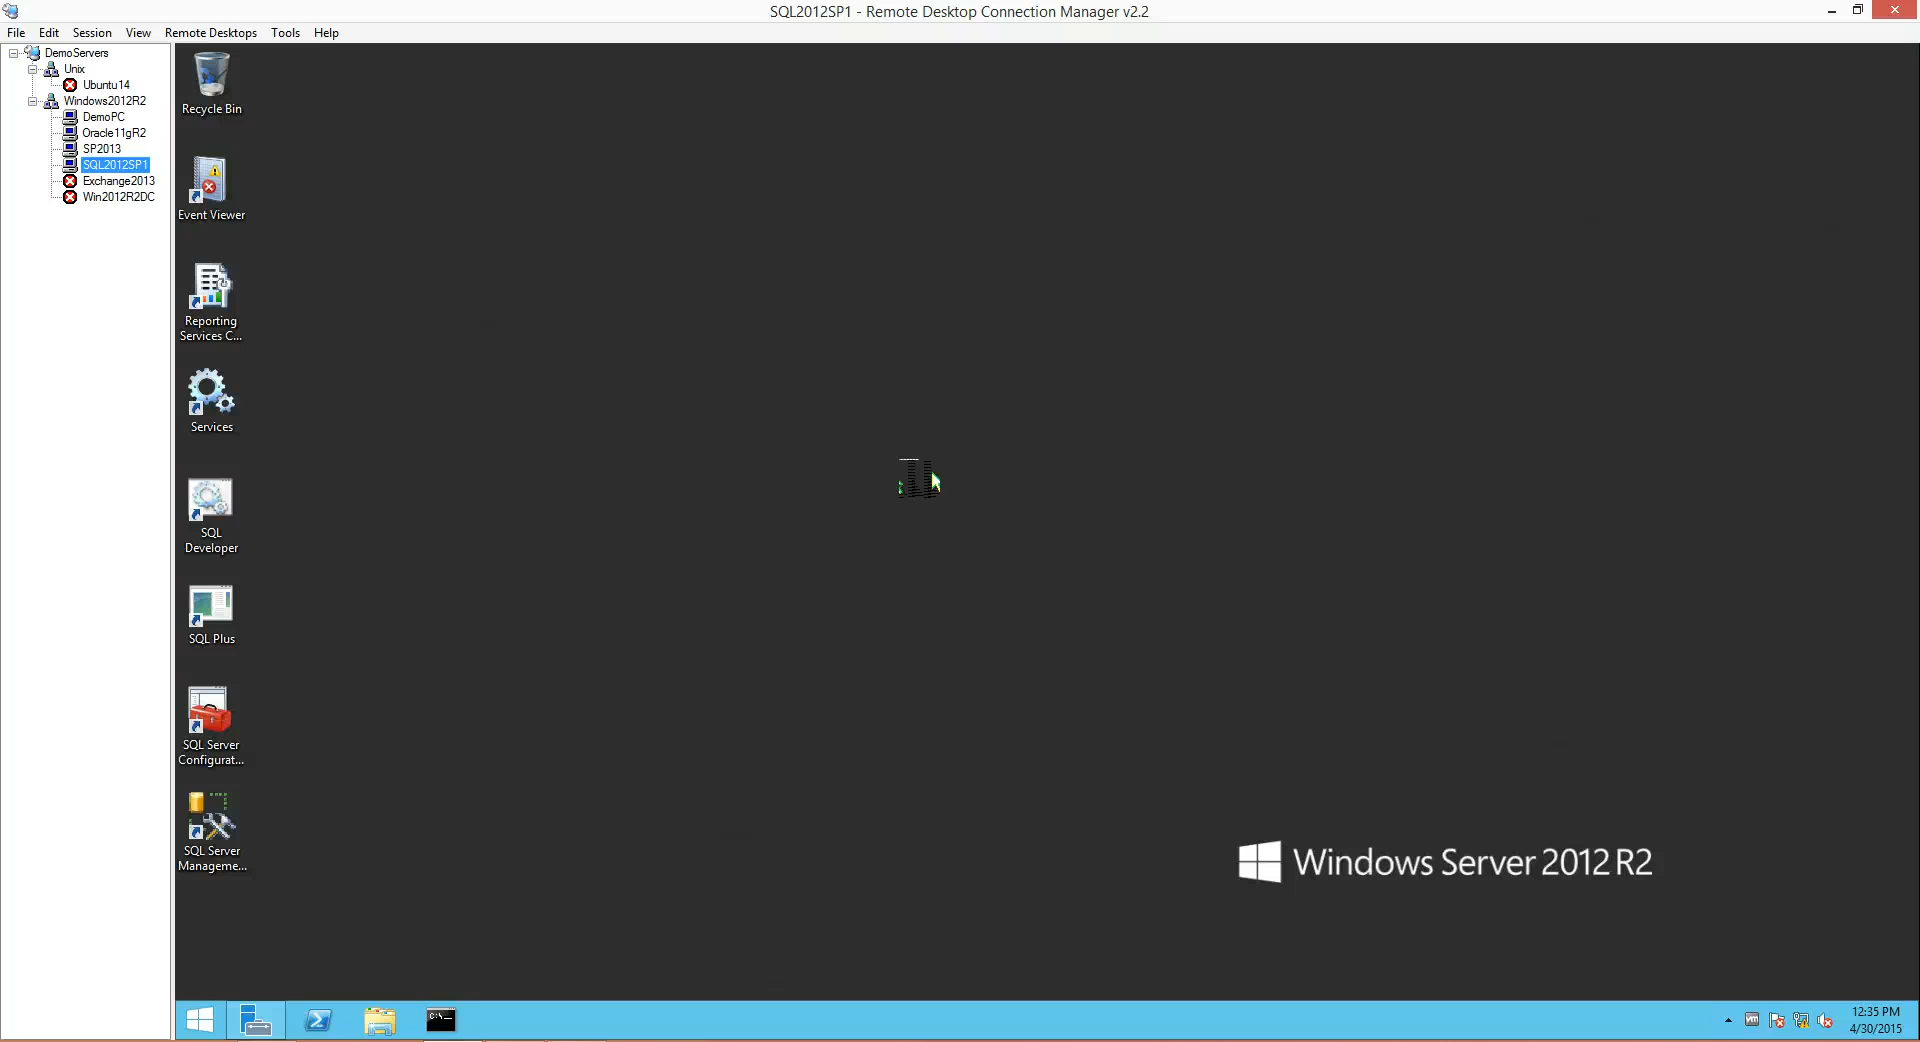 SQL2012SP1 - Remote Desktop Connection Manager v2.2
File Edit Session View Remote Desktops Tools Help
DemoServers
Unix
Ubuntu14
Windows2012R2
DemoPC
Oracle11gR2
SP2013
SQL2012SP1
Exchange2013
Win2012R2DC
Recycle Bin
Event Viewer
Reporting
Services C...
Services
SQL
Developer
SQL Plus
SQL Server
Configurat...
SQL Server
Manageme...
Windows Server 2012 R2
12:35 PM
4/30/2015